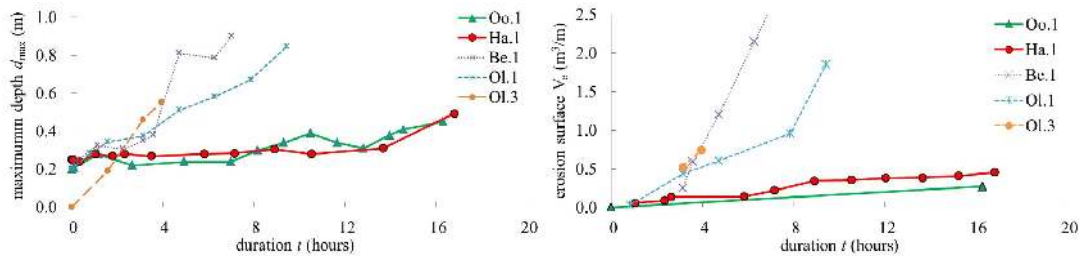 maximum depth dmax (m)
1.0
0.8
0.6
0.4
0.2
0.0
0
4
8
12
16
20
duration t (hours)
Oo.1
Ha.1
Be.1
Ol.1
Ol.3
erosion surface Ve (m³/m)
2.5
2.0
1.5
1.0
0.5
0.0
0
4
8
12
16
20
duration t (hours)
Oo.1
Ha.1
Be.1
Ol.1
Ol.3